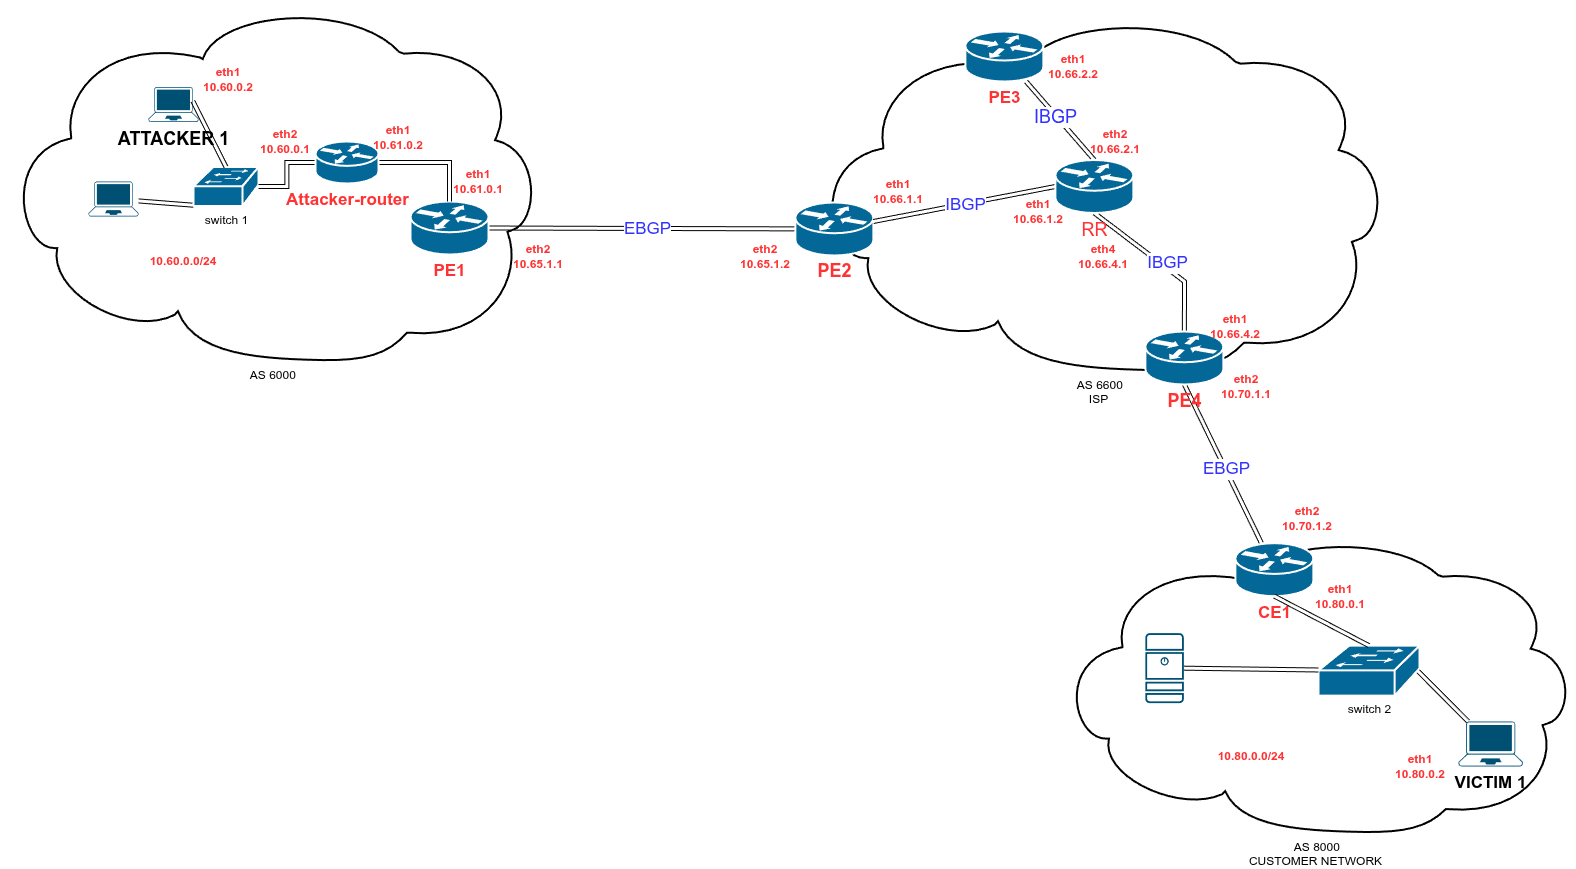 eth1
10.60.0.2
ATTACKER 1
eth2
10.60.0.1
eth1
10.61.0.2
Attacker-router
switch 1
eth1
10.61.0.1
PE1
10.60.0.0/24
eth2
10.65.1.1
AS 6000
EBGP
eth2
10.65.1.2
PE2
eth1
10.66.1.1
IBGP
PE3
eth1
10.66.2.2
IBGP
eth2
10.66.2.1
eth1
10.66.1.2
RR
eth4
10.66.4.1
IBGP
eth1
10.66.4.2
AS 6600
ISP
PE4
eth2
10.70.1.1
EBGP
eth2
10.70.1.2
CE1
eth1
10.80.0.1
switch 2
10.80.0.0/24
eth1
10.80.0.2
VICTIM 1
AS 8000
CUSTOMER NETWORK